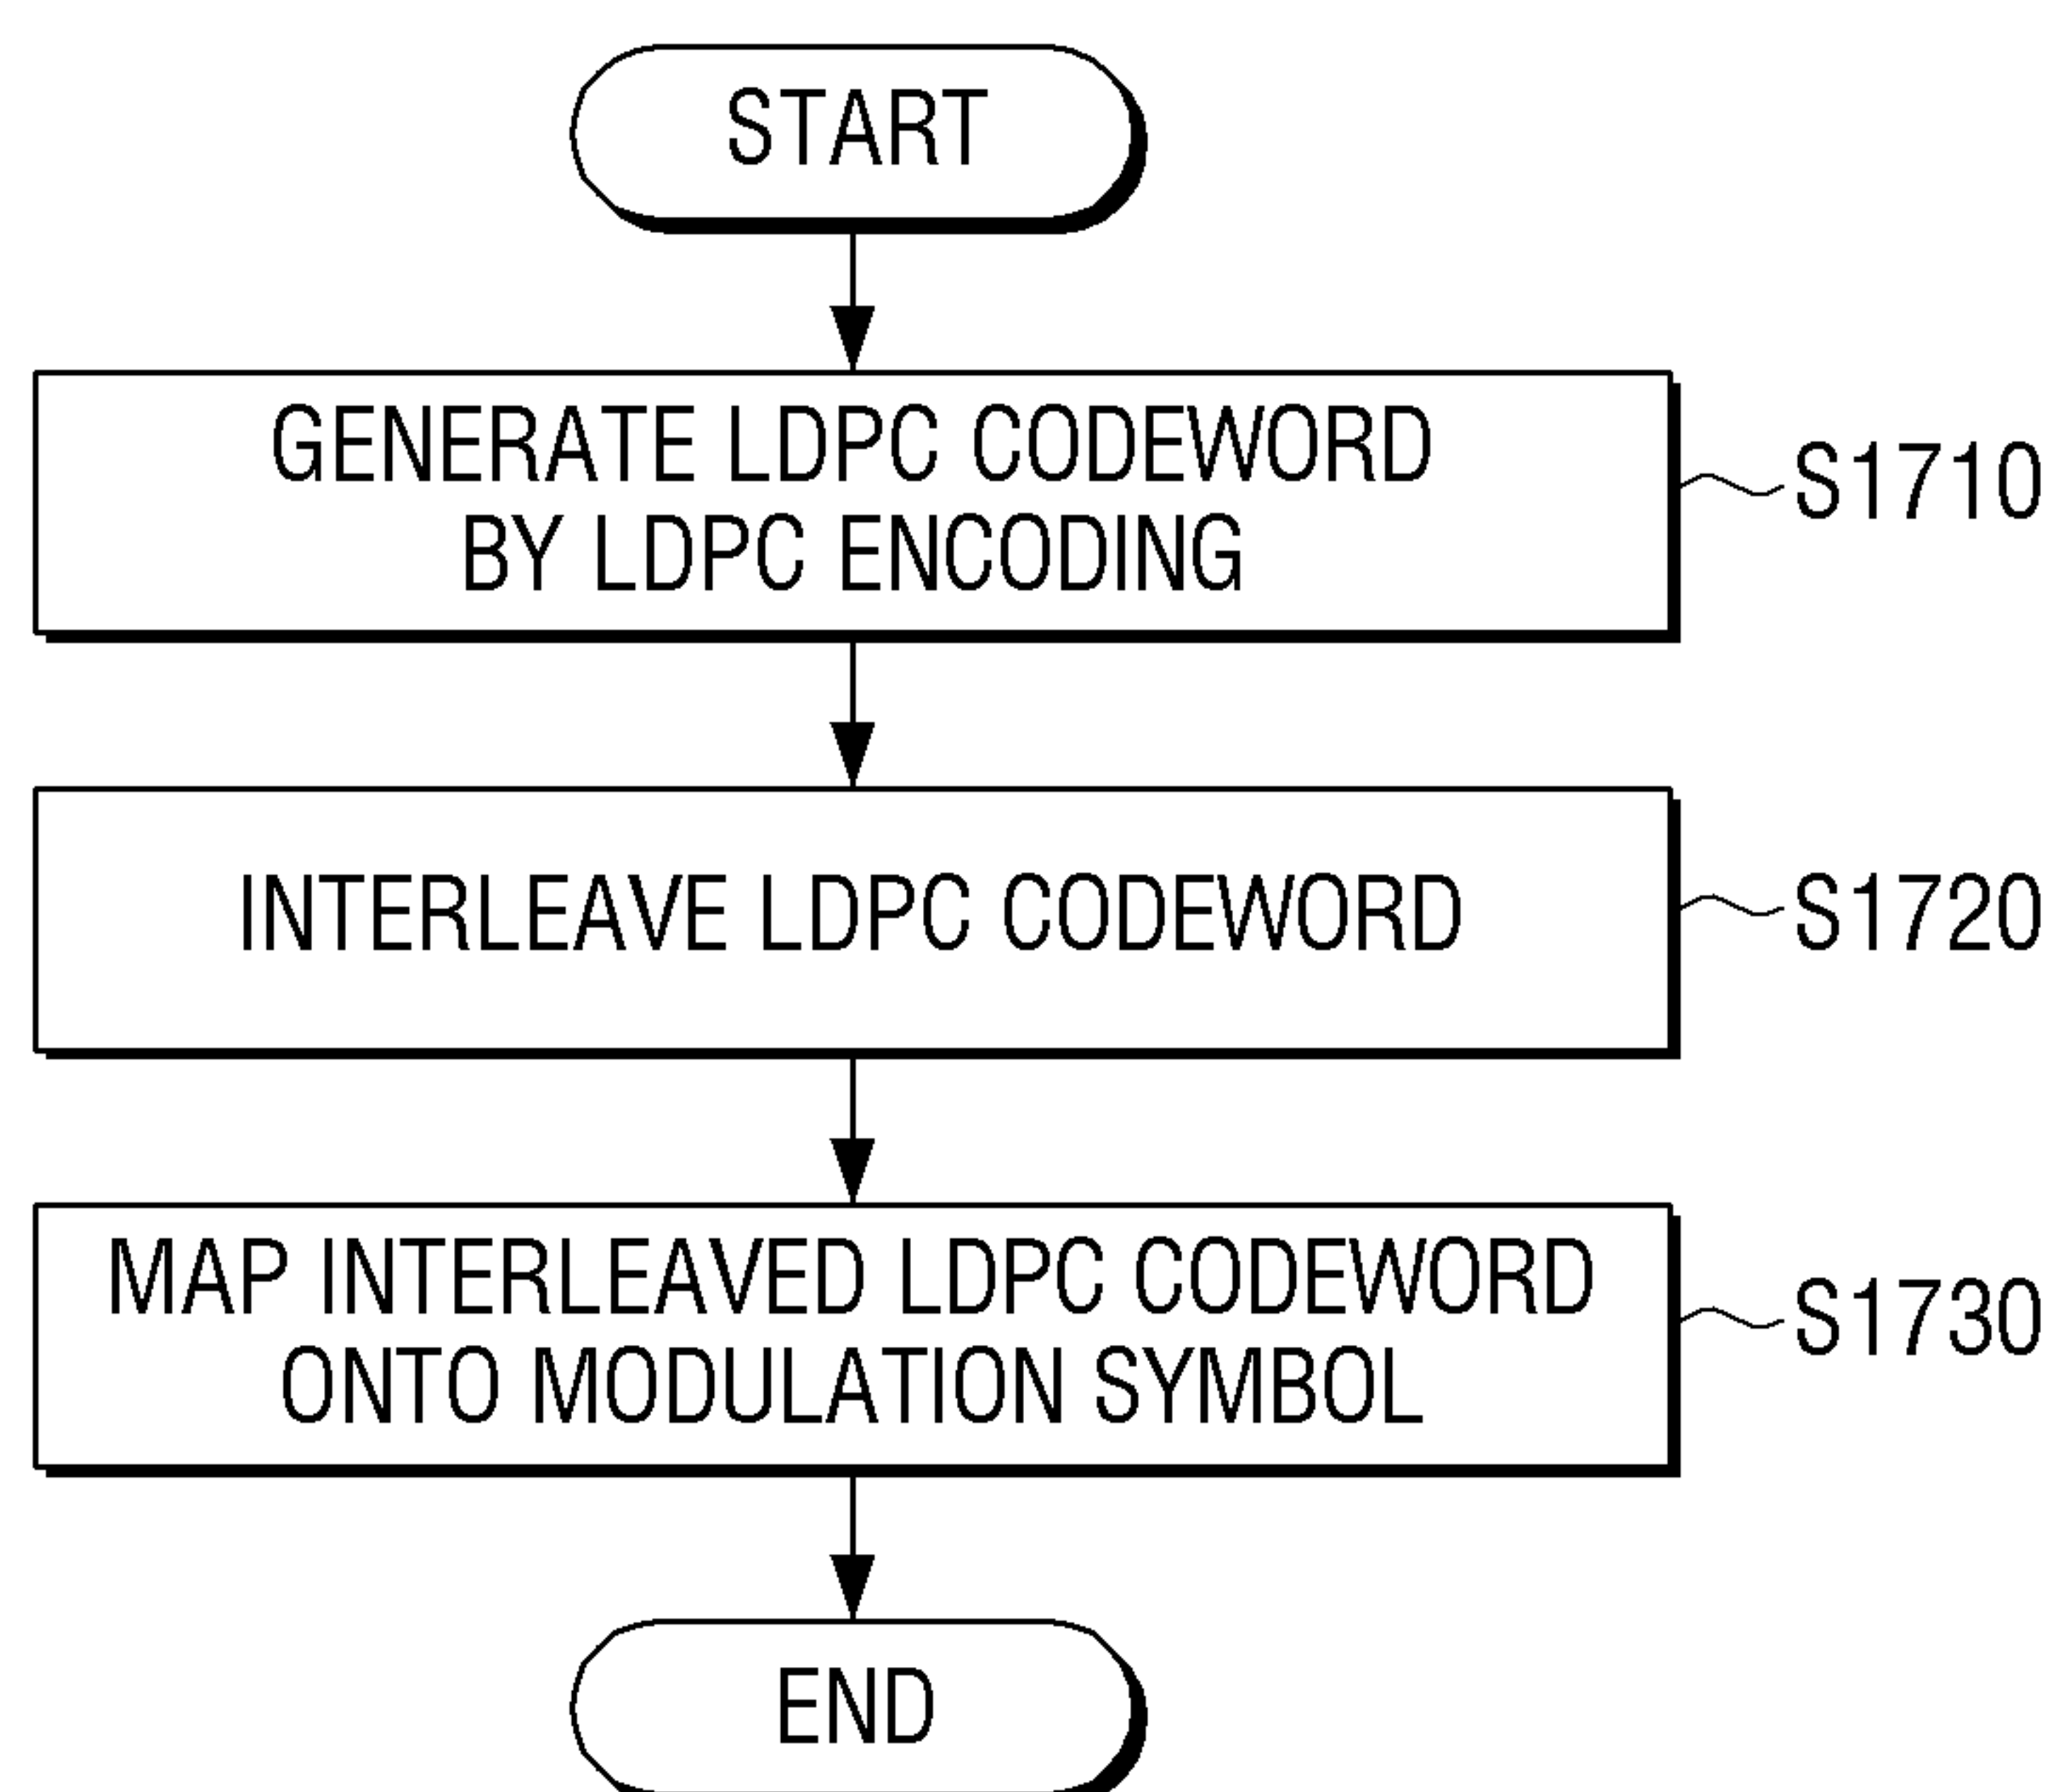 START
GENERATE LDPC CODEWORD
BY LDPC ENCODING
S1710
INTERLEAVE LDPC CODEWORD
S1720
MAP INTERLEAVED LDPC CODEWORD
ONTO MODULATION SYMBOL
S1730
END